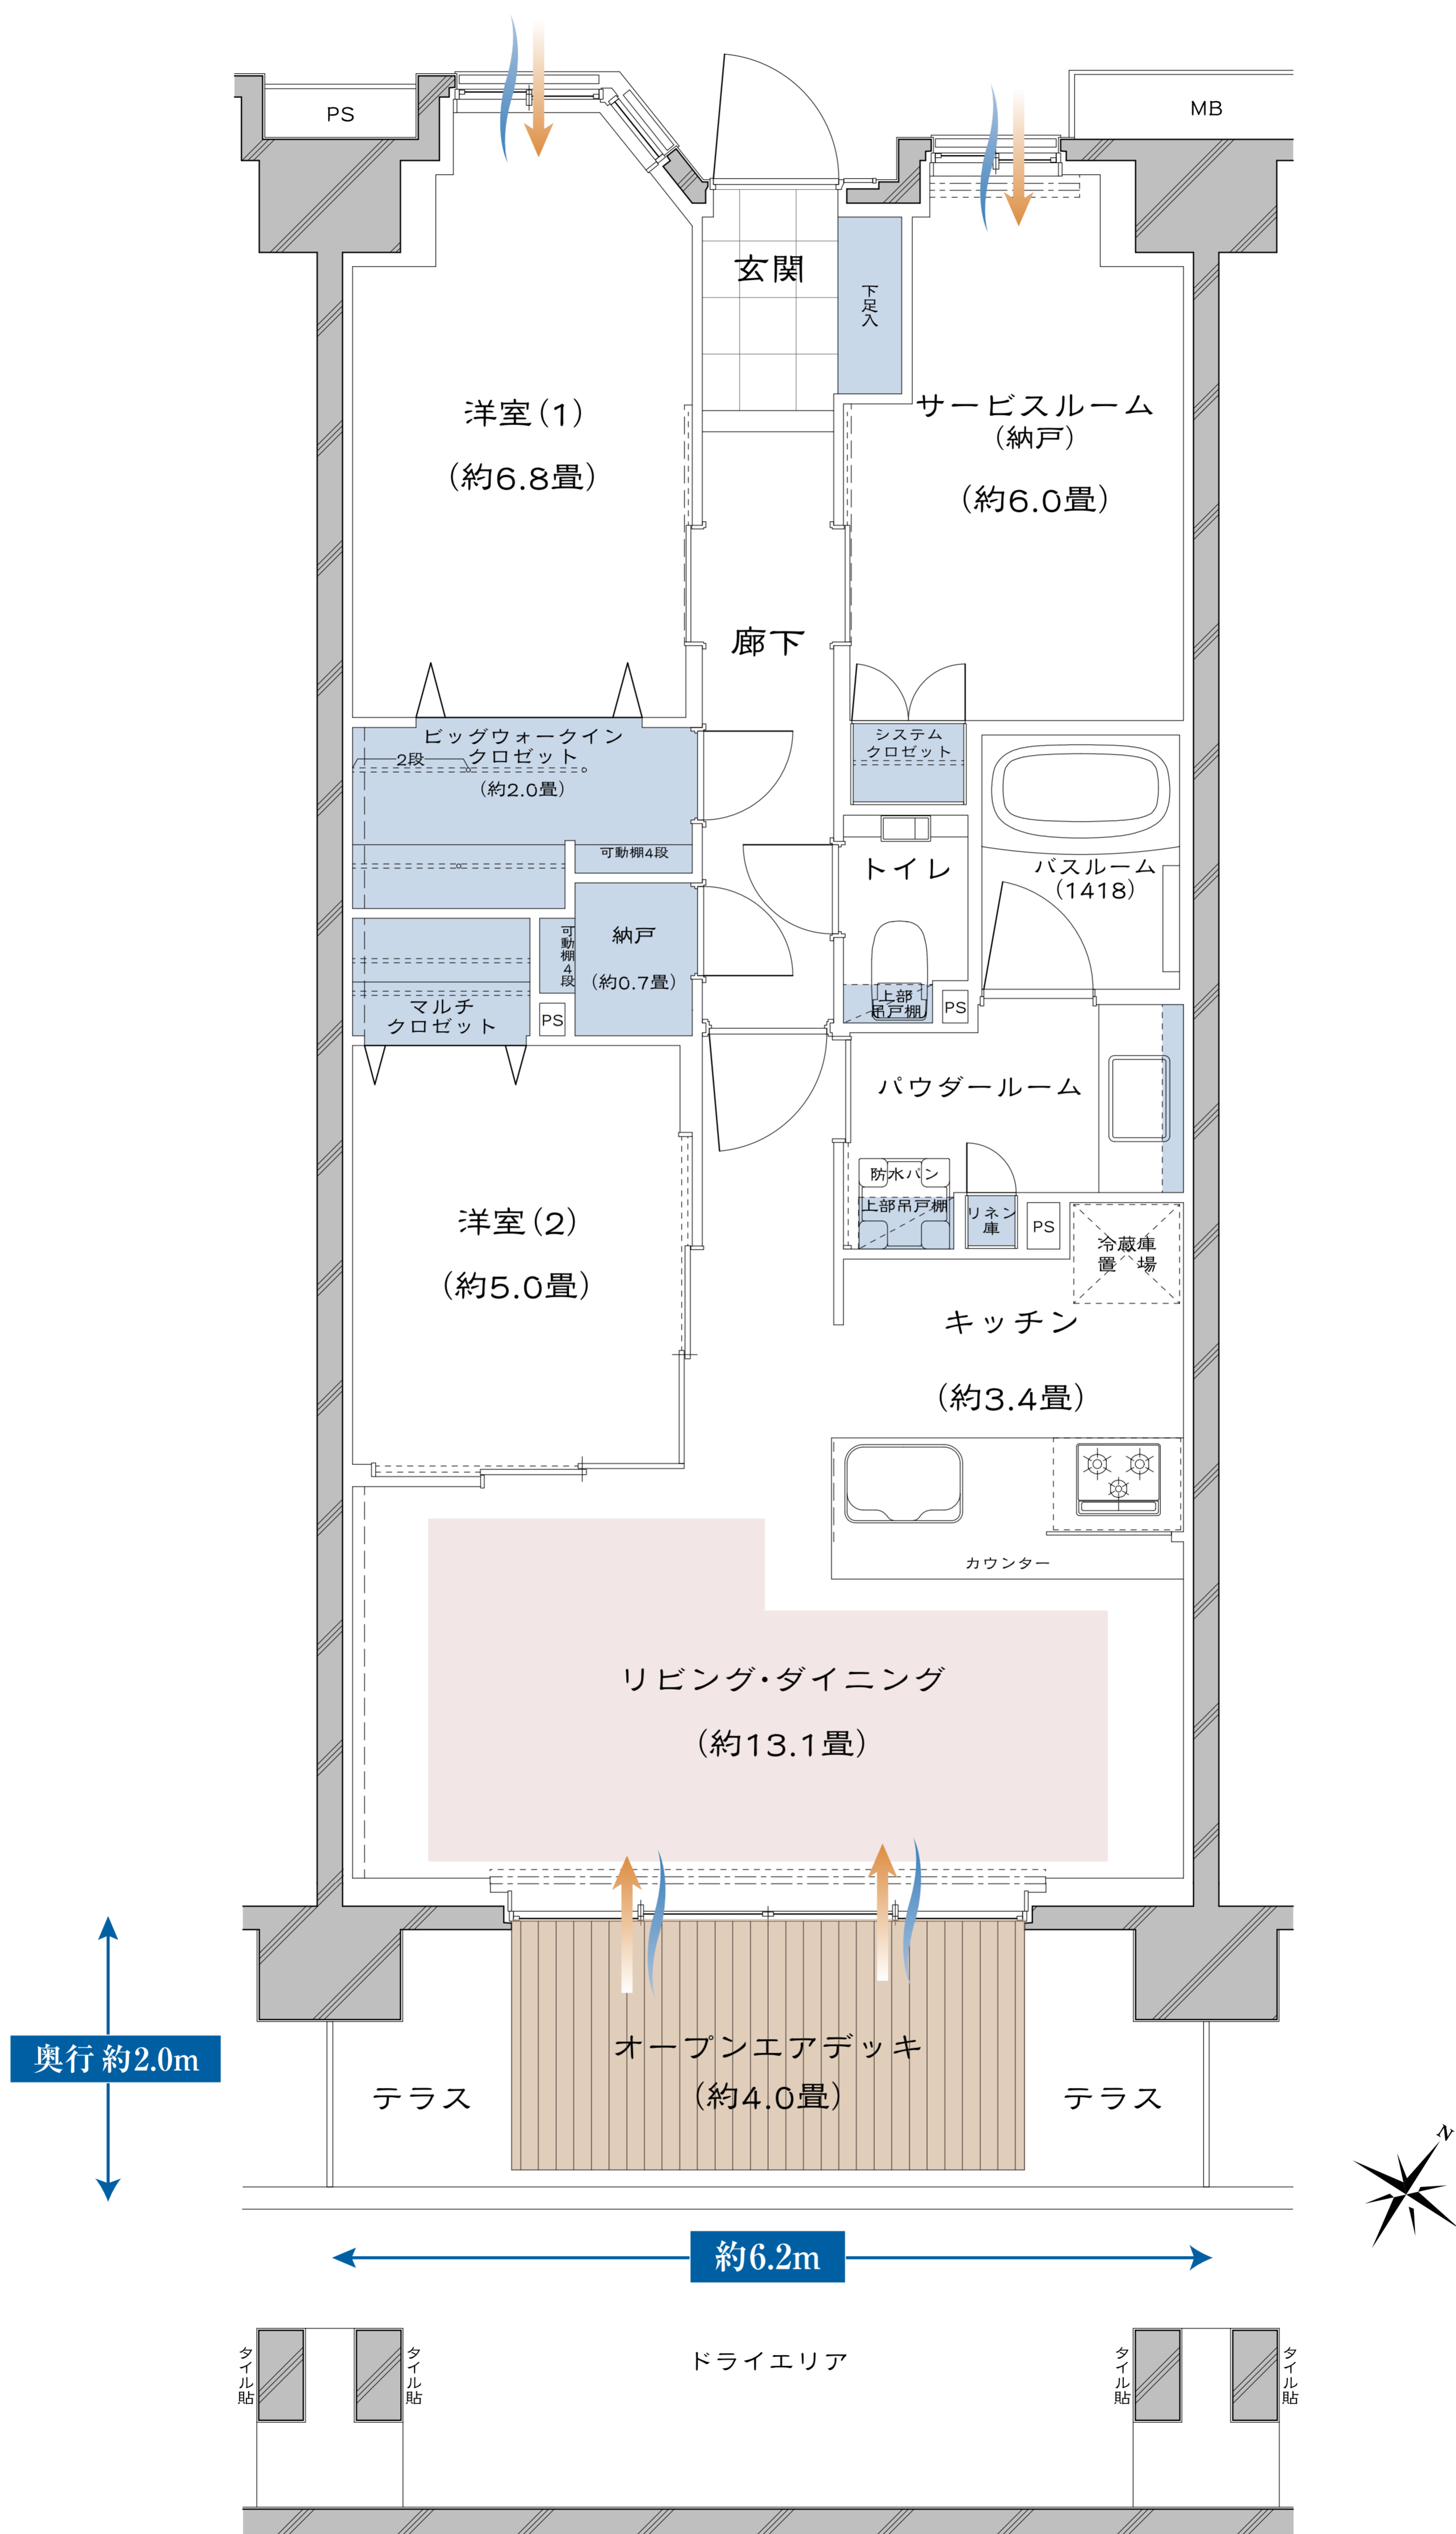 PS
MB
玄関
下足入
洋室(1)
(約6.8畳)
サービスルーム
(納戸)
(約6.0畳)
廊下
ビッグウォークイン
クロゼット
2段
(約2.0畳)
可動棚4段
システム
クロゼット
トイレ
バスルーム
(1418)
納戸
(約0.7畳)
可動棚4段
PS
マルチ
クロゼット
上部
吊戸棚
PS
パウダールーム
防水パン
上部吊戸棚
リネン
庫
PS
冷蔵庫
置場
洋室(2)
(約5.0畳)
キッチン
(約3.4畳)
カウンター
リビング・ダイニング
(約13.1畳)
オープンエアデッキ
(約4.0畳)
テラス
テラス
奥行 約2.0m
N
約6.2m
ドライエリア
タイル貼
タイル貼
タイル貼
タイル貼